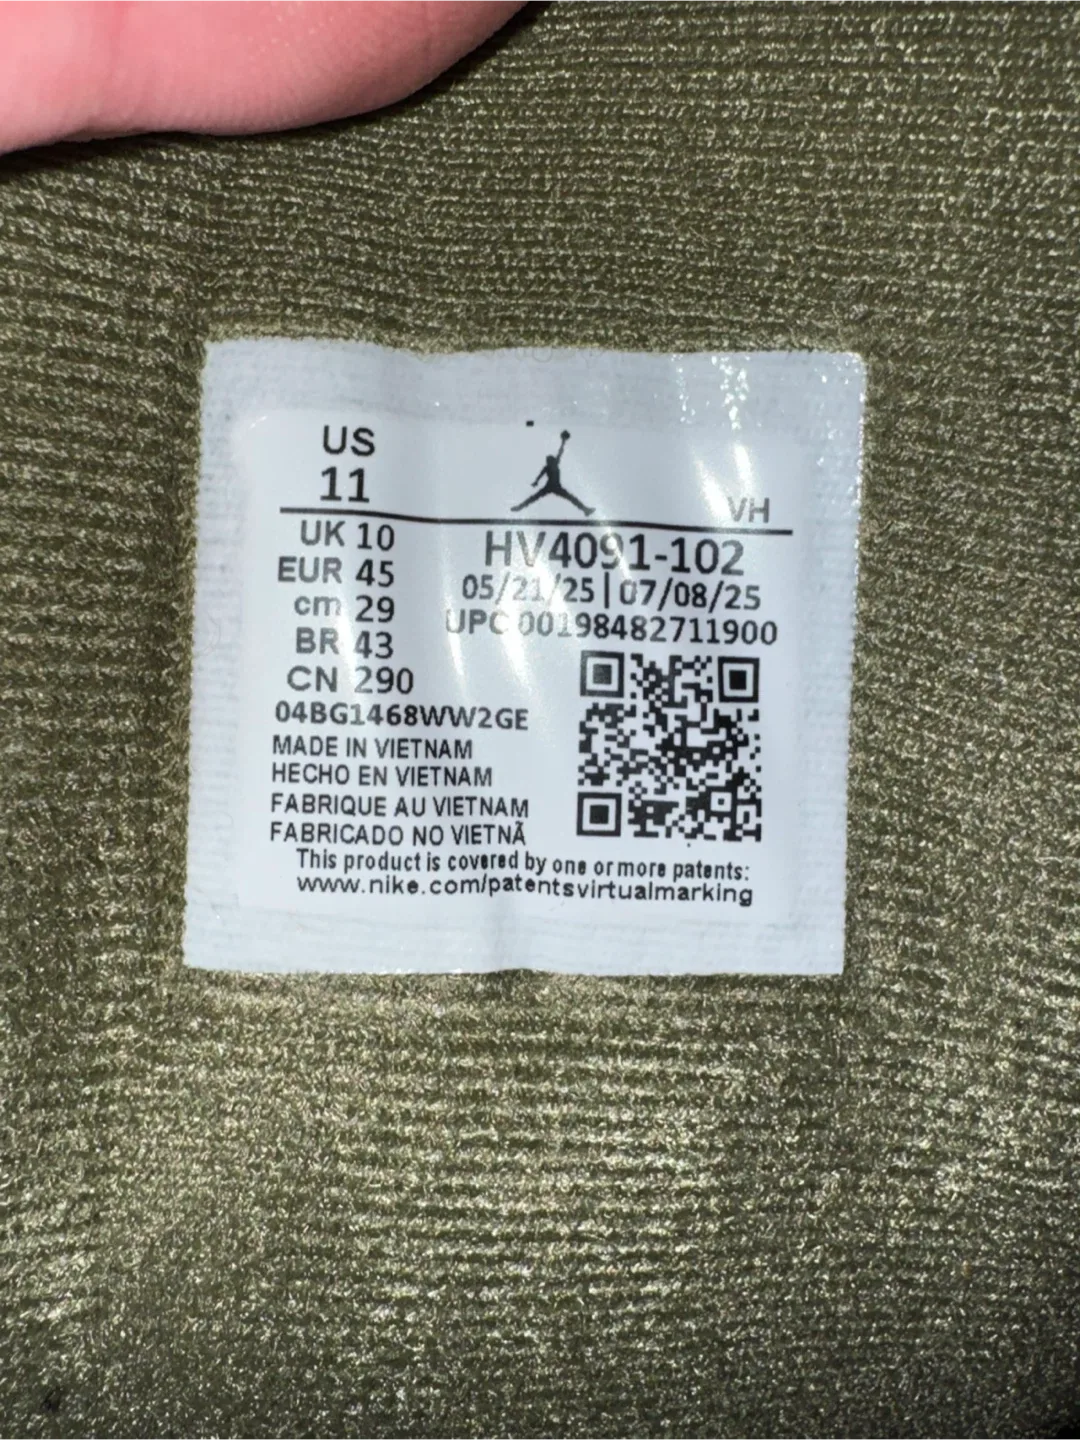 US
11
VH
UK 10
EUR 45
cm 29
BR 43
CN 290
HV4091-102
05/21/25 | 07/08/25
UPC 00198482711900
04BG1468WW2GE
MADE IN VIETNAM
HECHO EN VIETNAM
FABRIQUE AU VIETNAM
FABRICADO NO VIETNÃ
This product is covered by one or more patents:
www.nike.com/patentsvirtualmarking